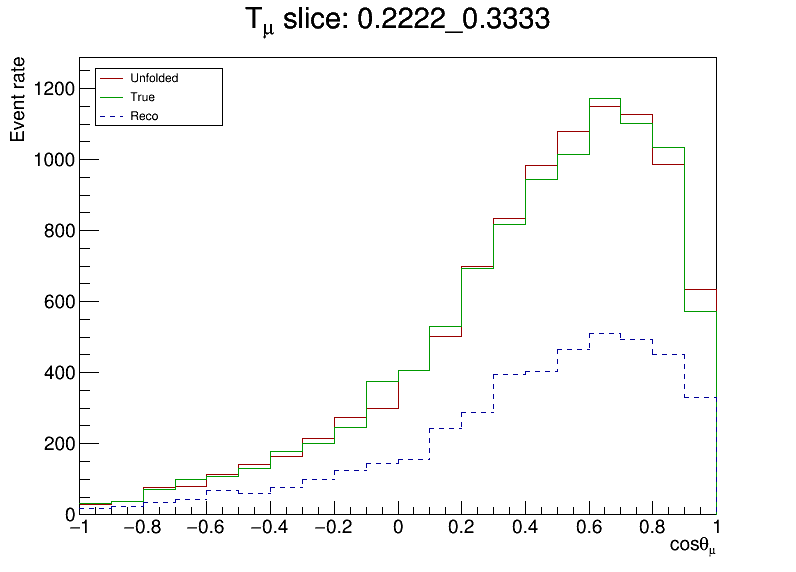 Tμ slice: 0.2222_0.3333
Event rate
Unfolded
True
Reco
1200
1000
800
600
400
200
0
−1 −0.8 −0.6 −0.4 −0.2 0 0.2 0.4 0.6 0.8 1
cosθμ